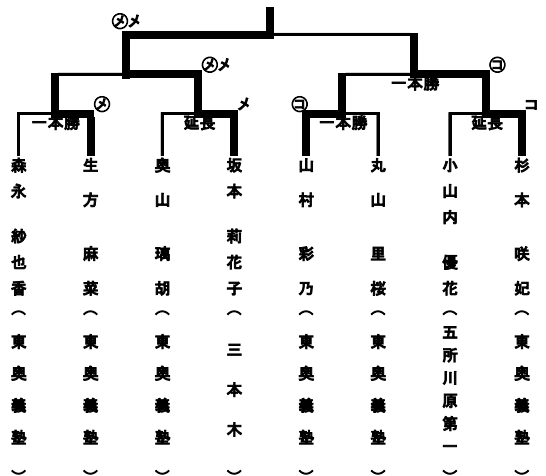 ㋱メ
㋱メ
㋙
一本勝
㋱
メ
㋙
コ
一本勝
延長
一本勝
延長
森永 紗也香（東奥義塾）
生方 麻菜（東奥義塾）
奥山 璃胡（東奥義塾）
坂本 莉花子（三本木）
山村 彩乃（東奥義塾）
丸山 里桜（東奥義塾）
小山内 優花（五所川原第一）
杉本 咲妃（東奥義塾）